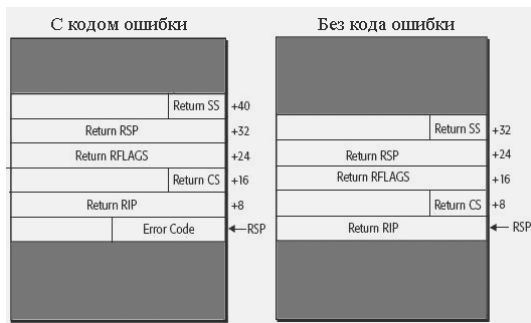 С кодом ошибки
Return SS +40
Return RSP +32
Return RFLAGS +24
Return CS +16
Return RIP +8
Error Code RSP
Без кода ошибки
Return SS +32
Return RSP +24
Return RFLAGS +16
Return CS +8
Return RIP RSP